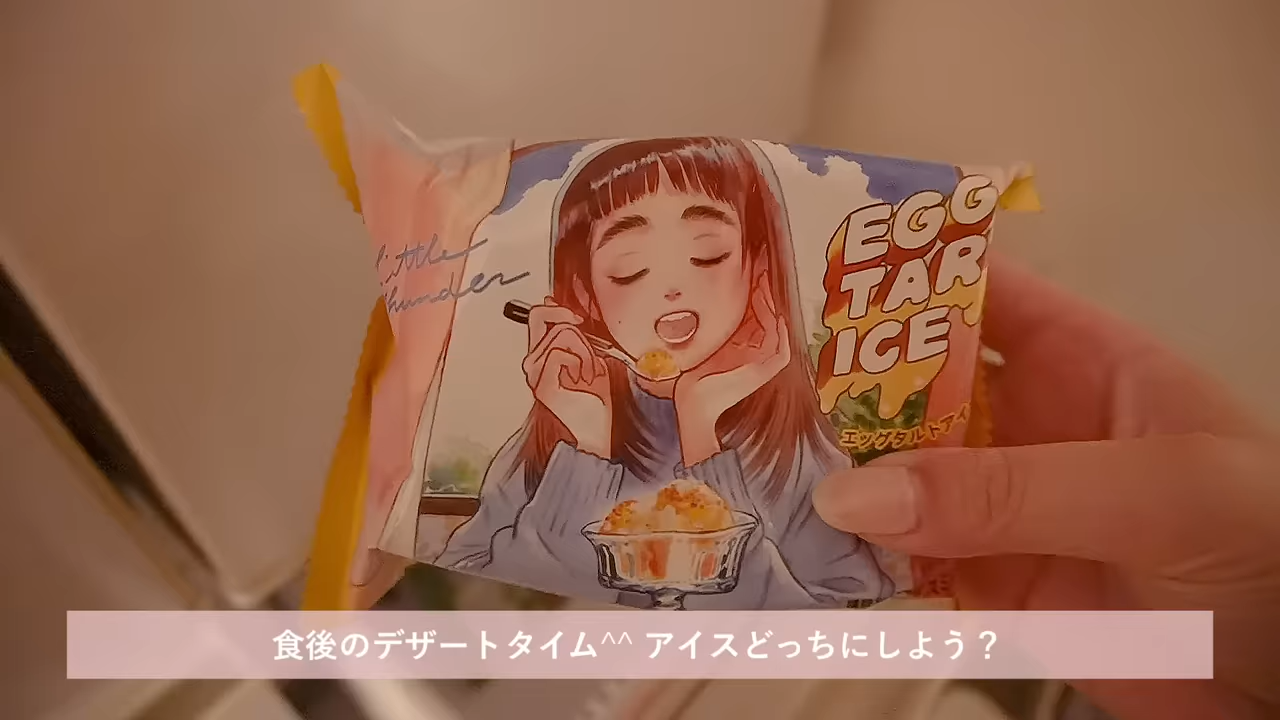 Little
Thunder
EGG
TART
ICE
エッグタルトアイ
食後のデザートタイム^^ アイスどっちにしよう？